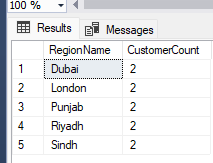 100 %
Results Messages
RegionName CustomerCount
1 Dubai 2
2 London 2
3 Punjab 2
4 Riyadh 2
5 Sindh 2